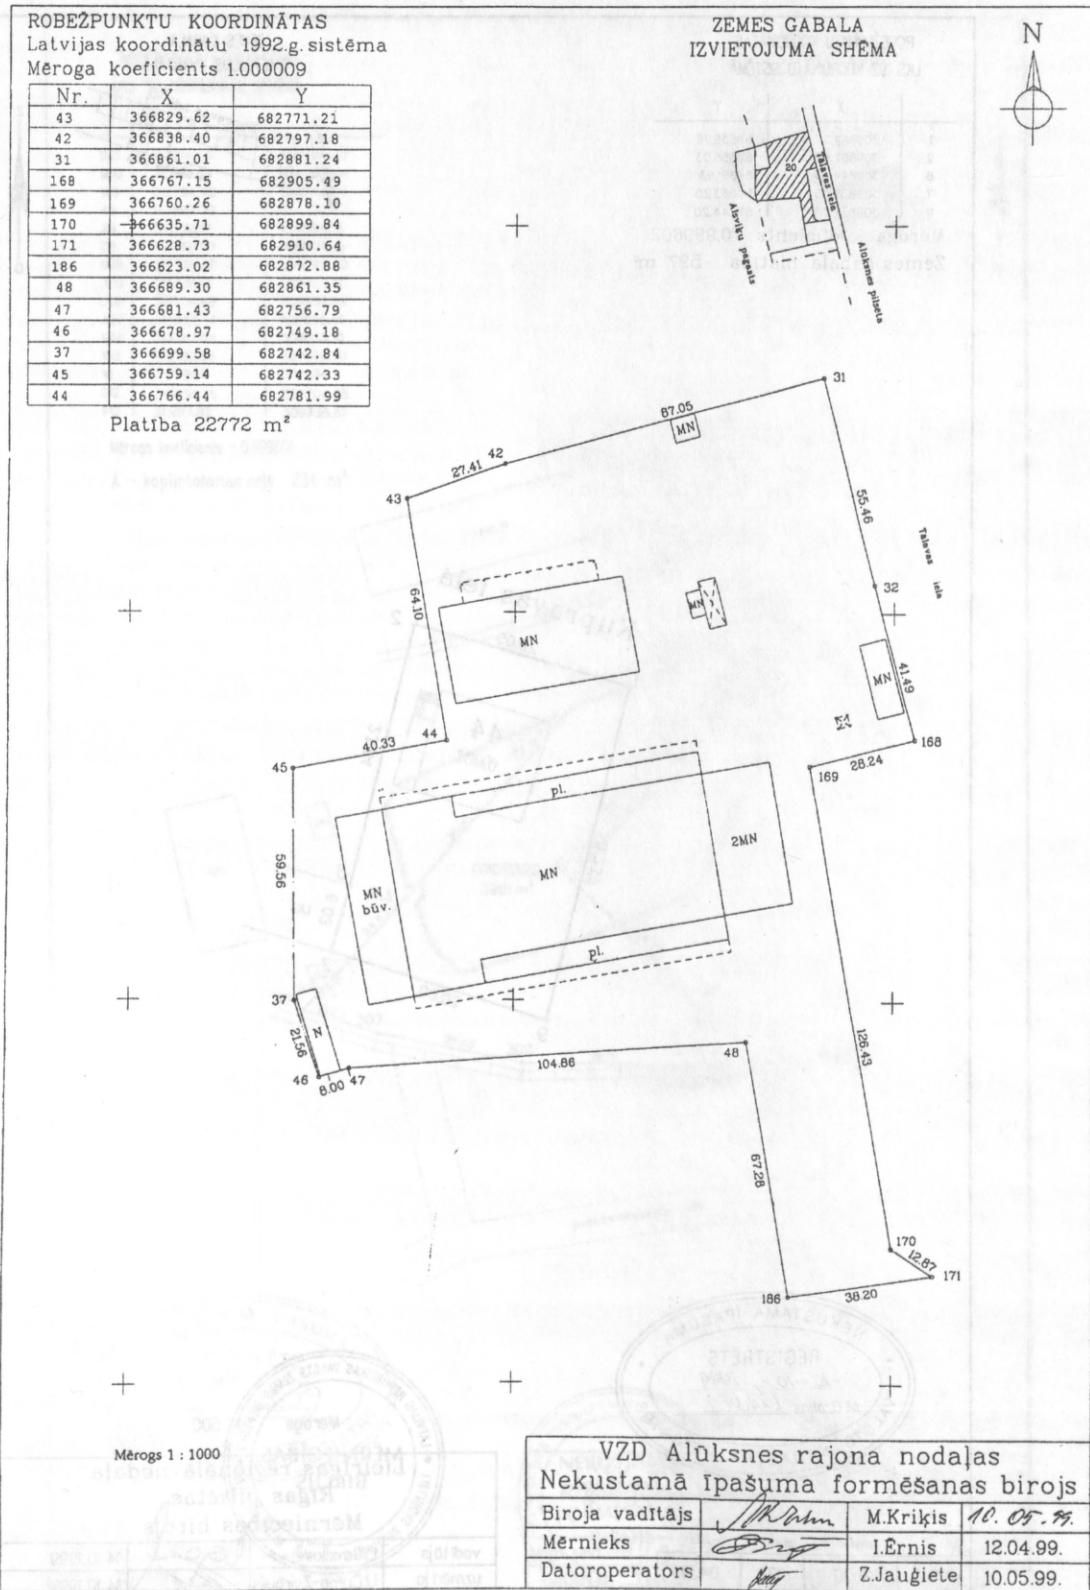 ROBEŽPUNKTU KOORDINĀTAS
Latvijas koordinātu 1992.g. sistēma
Mēroga koeficients 1.000009
Nr. X Y
43 366829.62 682771.21
42 366838.40 682797.18
31 366861.01 682881.24
168 366767.15 682905.49
169 366760.26 682878.10
170 366635.71 682899.84
171 366628.73 682910.64
186 366623.02 682872.88
48 366689.30 682861.35
47 366681.43 682756.79
46 366678.97 682749.18
37 366699.58 682742.84
45 366759.14 682742.33
44 366766.44 682781.99
Platība 22772 m²
ZEMES GABALA
IZVIETOJUMA SHĒMA
N
20
Talavas iela
Alsviķu pagasts
Alūksnes pilsēta
31
87.05
MN
42
27.41
43
55.46
Talavas iela
32
64.10
MN
MN
MN
41.49
44
168
40.33
28.24
45
169
pl.
2MN
59.56
MN
MN
būv.
pl.
37
N
21.56
126.43
48
104.86
46
8.00
47
67.28
170
12.87
171
186
38.20
Mērogs 1 : 1000
VZD Alūksnes rajona nodaļas
Nekustamā īpašuma formēšanas birojs
Biroja vadītājs M.Kriķis 10. 05. 99.
Mērnieks I.Ērnis 12.04.99.
Datoroperators Z.Jauģiete 10.05.99.